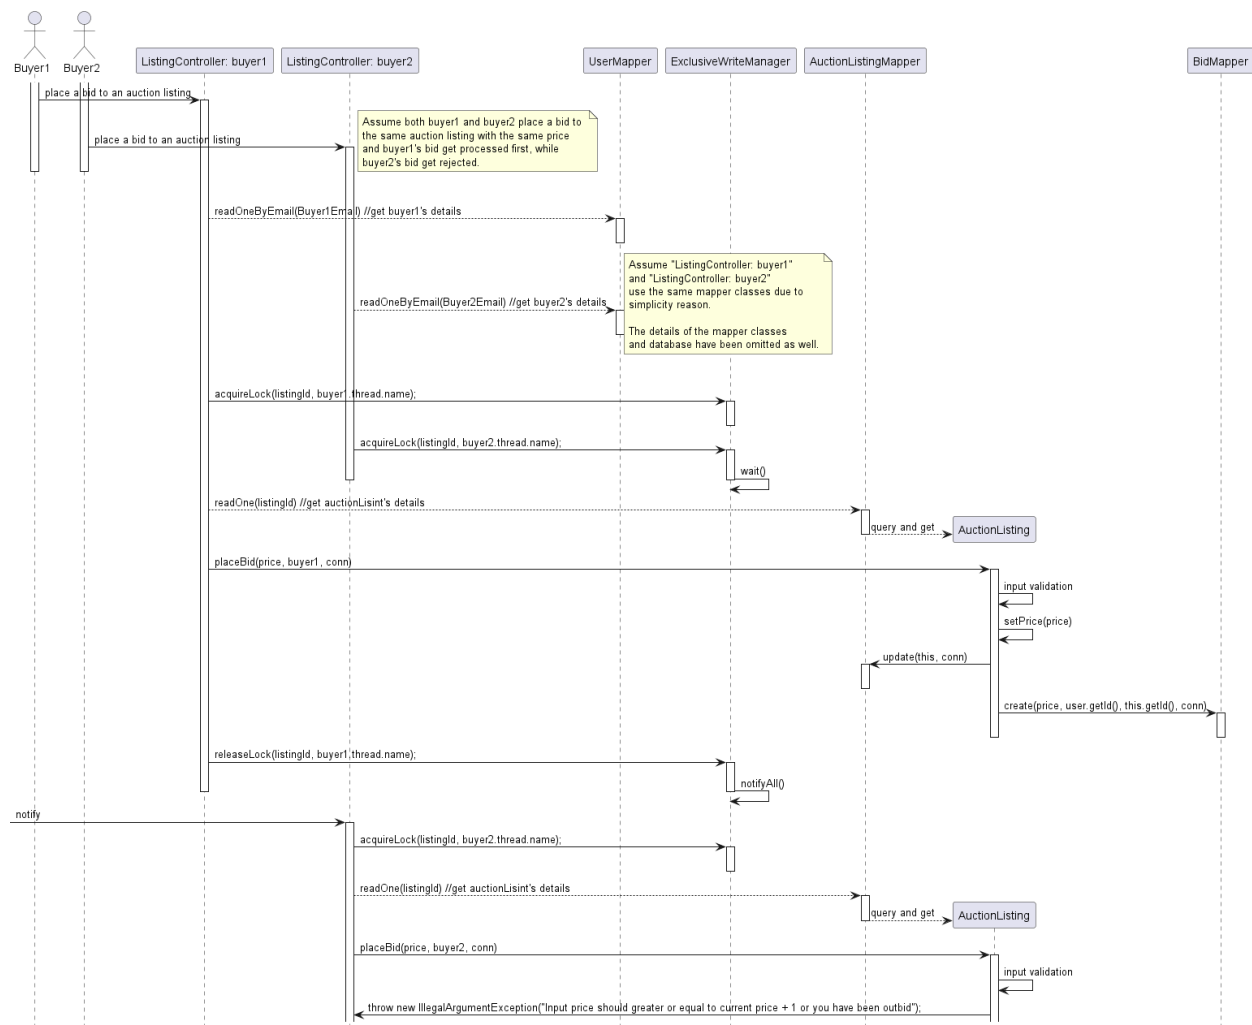 Buyer1
Buyer2
ListingController: buyer1
ListingController: buyer2
UserMapper
ExclusiveWriteManager
AuctionListingMapper
BidMapper
place a bid to an auction listing
Assume both buyer1 and buyer2 place a bid to
the same auction listing with the same price
and buyer1's bid get processed first, while
buyer2's bid get rejected.
place a bid to an auction listing
readOneByEmail(Buyer1Email) //get buyer1's details
Assume "ListingController: buyer1"
and "ListingController: buyer2"
use the same mapper classes due to
simplicity reason.
The details of the mapper classes
and database have been omitted as well.
readOneByEmail(Buyer2Email) //get buyer2's details
acquireLock(listingId, buyer1.thread.name);
acquireLock(listingId, buyer2.thread.name);
wait()
readOne(listingId) //get auctionLisint's details
query and get
AuctionListing
placeBid(price, buyer1, conn)
input validation
setPrice(price)
update(this, conn)
create(price, user.getId(), this.getId(), conn)
releaseLock(listingId, buyer1.thread.name);
notifyAll()
notify
acquireLock(listingId, buyer2.thread.name);
readOne(listingId) //get auctionLisint's details
query and get
AuctionListing
placeBid(price, buyer2, conn)
input validation
throw new IllegalArgumentException("Input price should greater or equal to current price + 1 or you have been outbid");